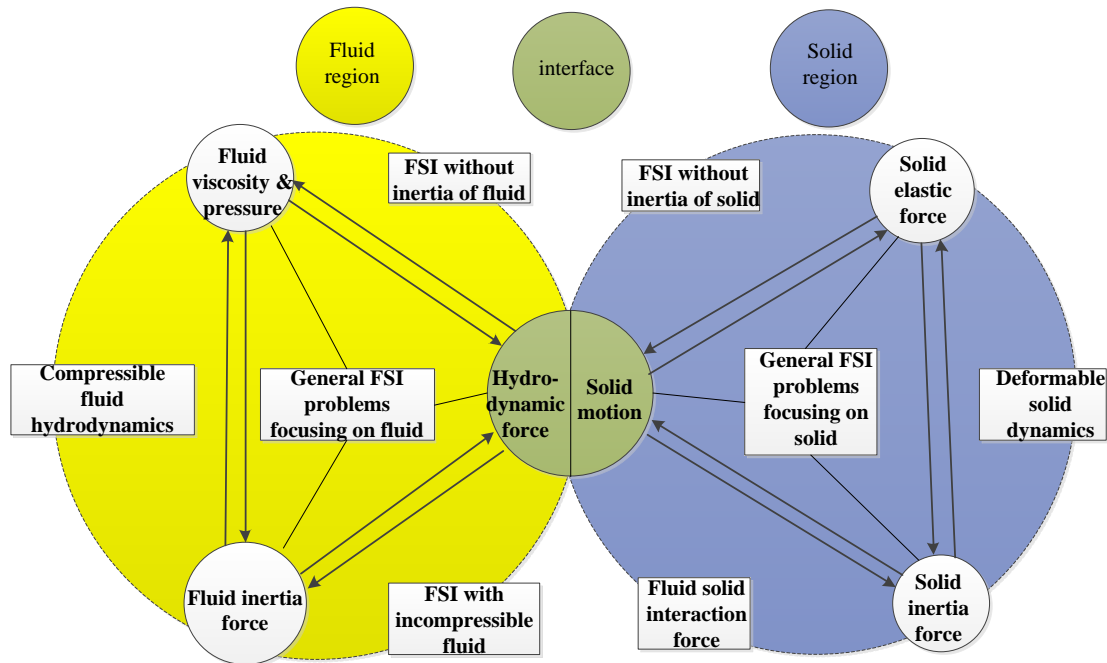 Fluid
region
interface
Solid
region
Fluid
viscosity &
pressure
FSI without
inertia of fluid
FSI without
inertia of solid
Solid
elastic
force
Compressible
fluid
hydrodynamics
General FSI
problems
focusing on fluid
Hydro-
dynamic
force
Solid
motion
General FSI
problems
focusing on
solid
Deformable
solid
dynamics
Fluid inertia
force
FSI with
incompressible
fluid
Fluid solid
interaction
force
Solid
inertia
force